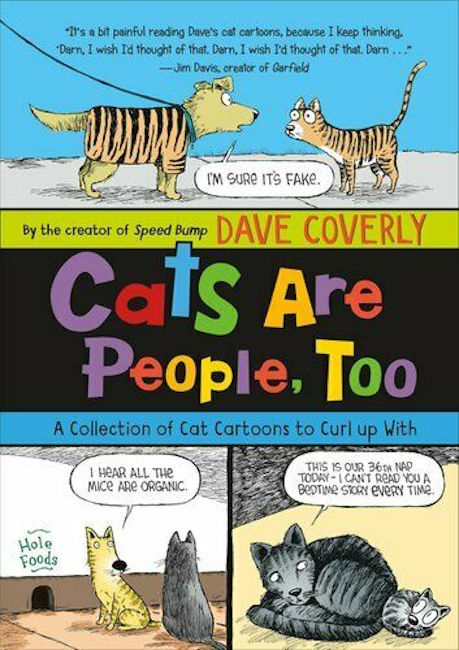 "It's a bit painful reading Dave's cat cartoons, because I keep thinking,
'Darn, I wish I'd thought of that. Darn, I wish I'd thought of that. Darn . . .'"
—Jim Davis, creator of Garfield
I'M SURE IT'S FAKE.
By the creator of Speed Bump DAVE COVERLY
Cats Are
People, Too
A Collection of Cat Cartoons to Curl up With
I HEAR ALL THE
MICE ARE ORGANIC.
Hole
Foods
THIS IS OUR 36th NAP
TODAY - I CAN'T READ YOU A
BEDTIME STORY EVERY TIME.